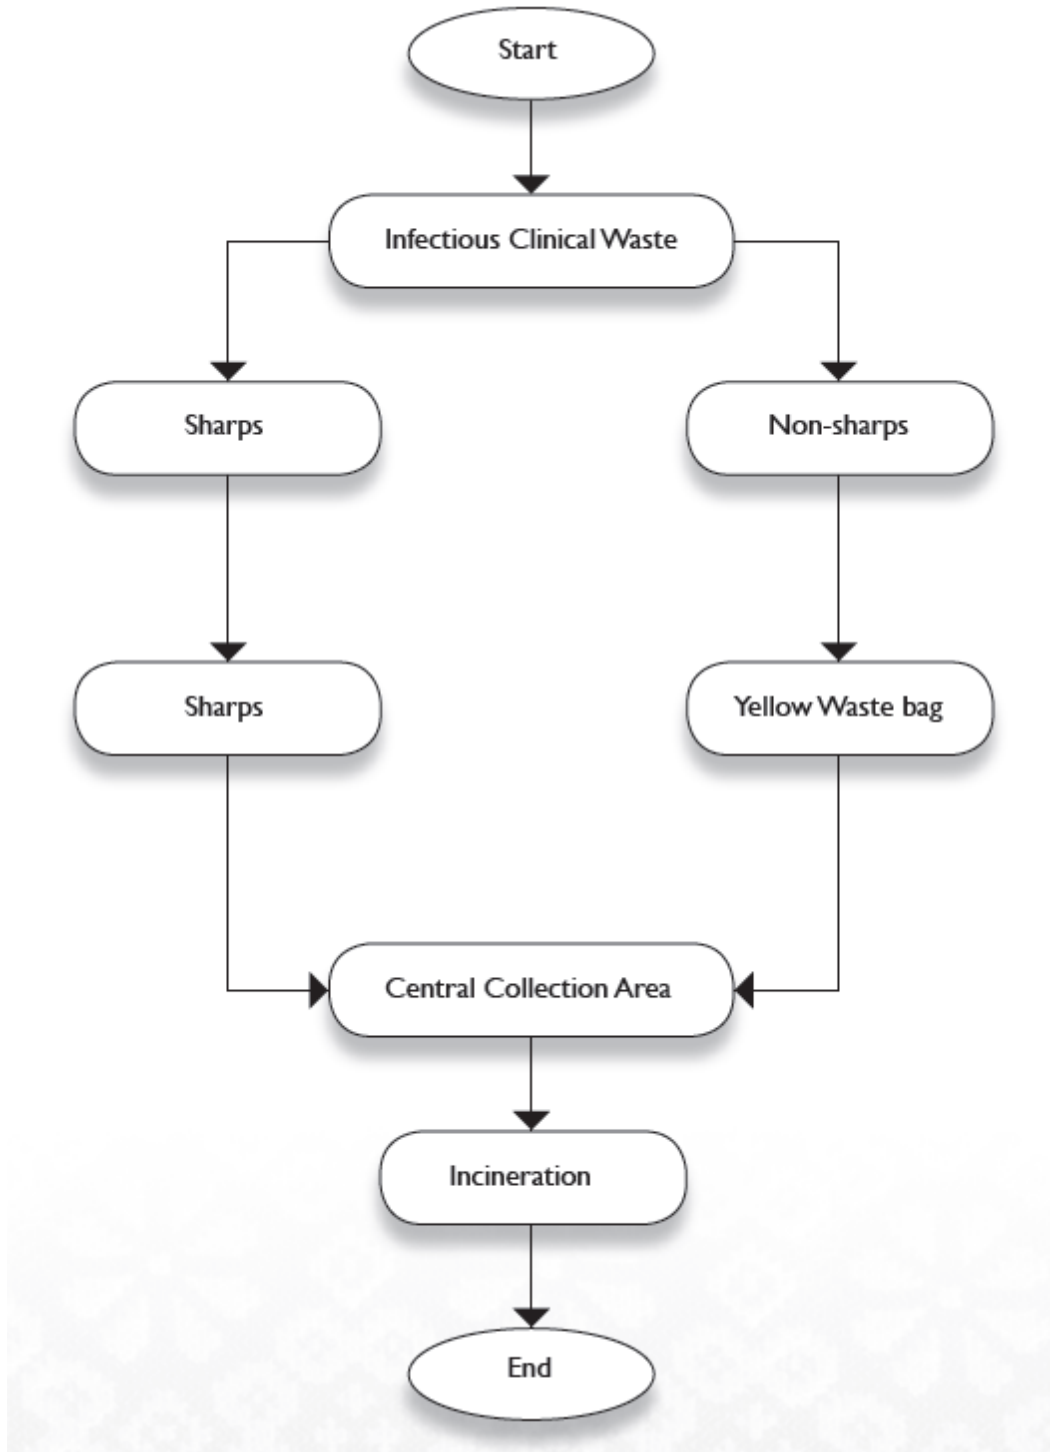 Start
Infectious Clinical Waste
Sharps
Non-sharps
Sharps
Yellow Waste bag
Central Collection Area
Incineration
End